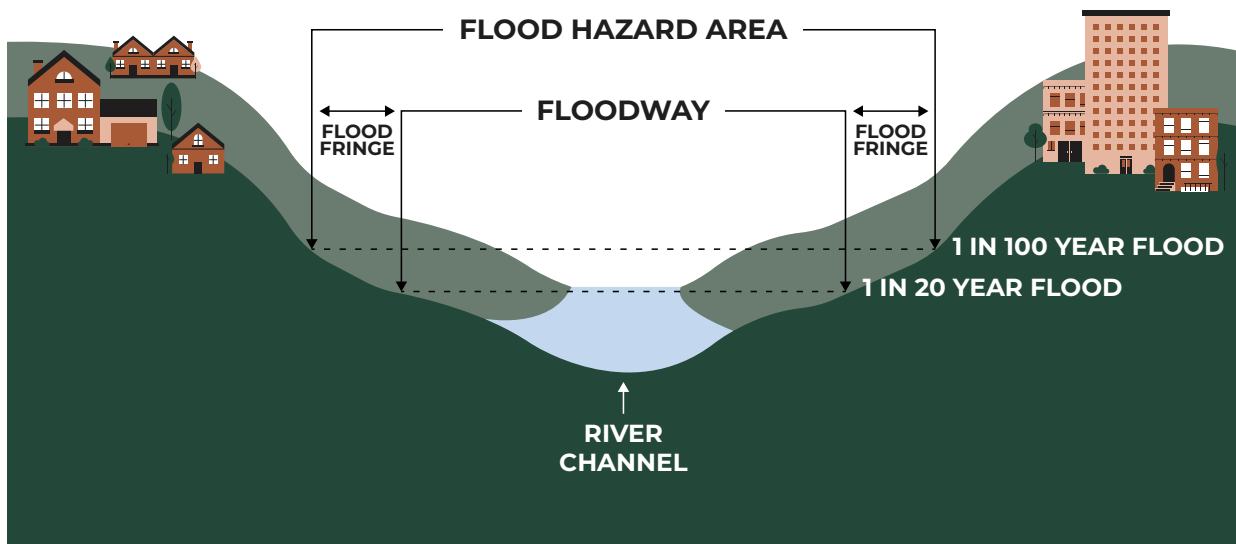 FLOOD HAZARD AREA
FLOODWAY
FLOOD
FRINGE
FLOOD
FRINGE
1 IN 100 YEAR FLOOD
1 IN 20 YEAR FLOOD
RIVER
CHANNEL